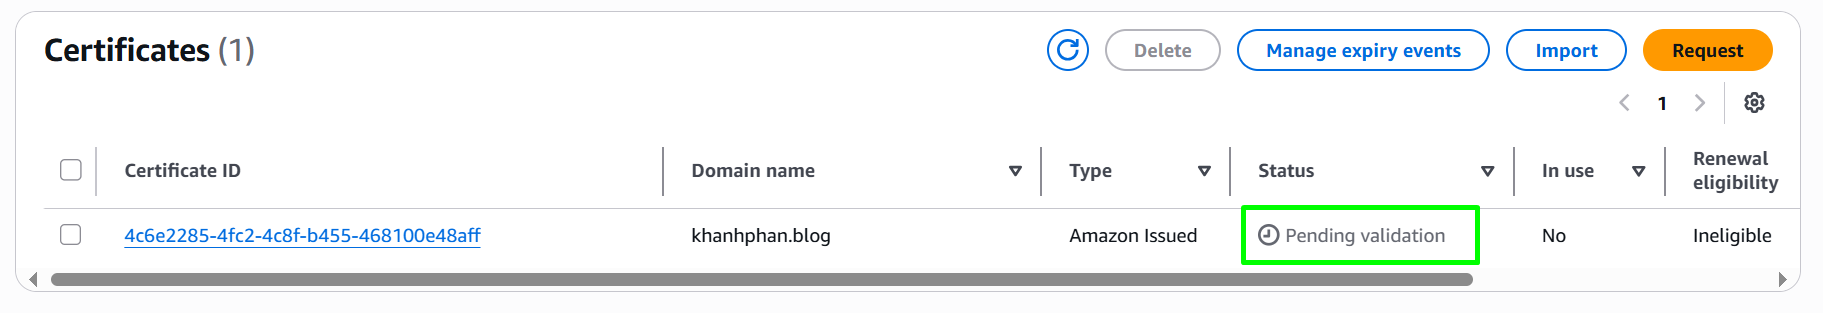 Certificates (1)
Delete
Manage expiry events
Import
Request
1
Certificate ID
Domain name
Type
Status
In use
Renewal
eligibility
4c6e2285-4fc2-4c8f-b455-468100e48aff
khanhphan.blog
Amazon Issued
Pending validation
No
Ineligible